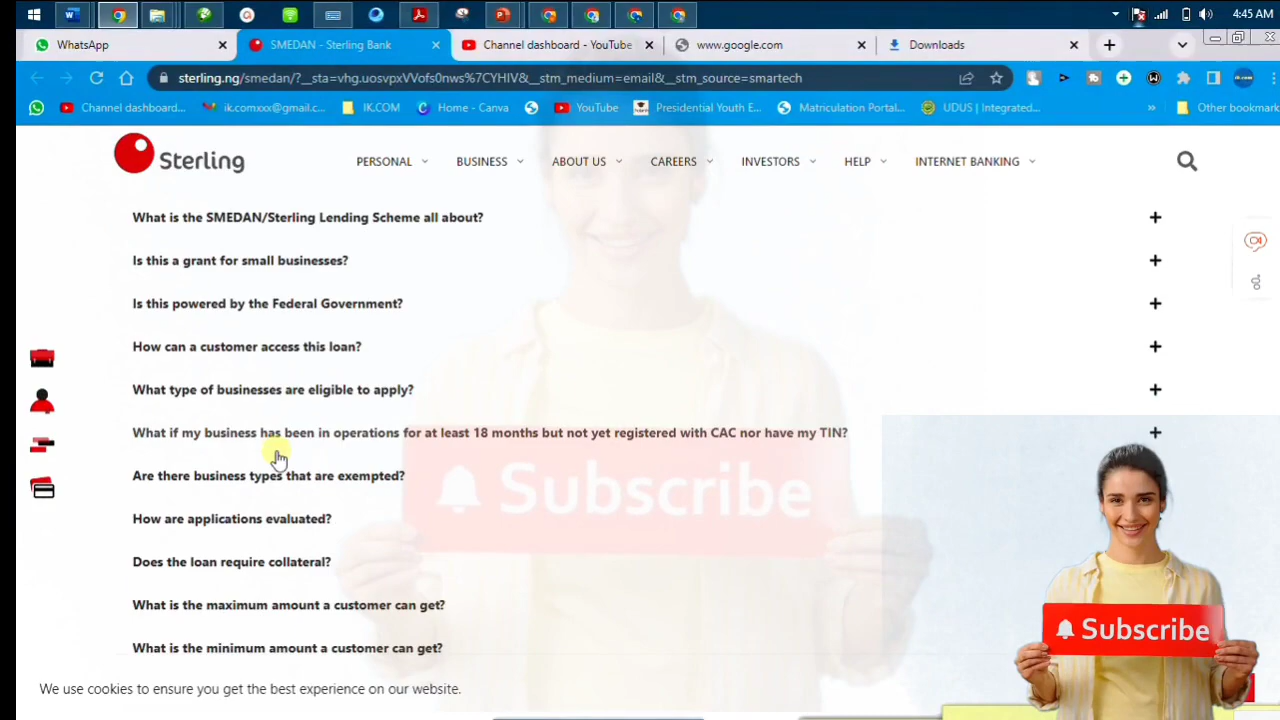 4:45 AM
WhatsApp
SMEDAN - Sterling Bank
Channel dashboard - YouTube
www.google.com
Downloads
sterling.ng/smedan/?__sta=vhg.uosvpxVVofs0nws%7CYHIV&__stm_medium=email&__stm_source=smartech
Channel dashboard...
ik.comxxx@gmail.c...
IK.COM
Home - Canva
YouTube
Presidential Youth E...
Matriculation Portal...
UDUS | Integrated...
Other bookmark
Sterling
PERSONAL
BUSINESS
ABOUT US
CAREERS
INVESTORS
HELP
INTERNET BANKING
What is the SMEDAN/Sterling Lending Scheme all about?
Is this a grant for small businesses?
Is this powered by the Federal Government?
How can a customer access this loan?
What type of businesses are eligible to apply?
What if my business has been in operations for at least 18 months but not yet registered with CAC nor have my TIN?
Are there business types that are exempted?
How are applications evaluated?
Does the loan require collateral?
What is the maximum amount a customer can get?
What is the minimum amount a customer can get?
Subscribe
Subscribe
We use cookies to ensure you get the best experience on our website.